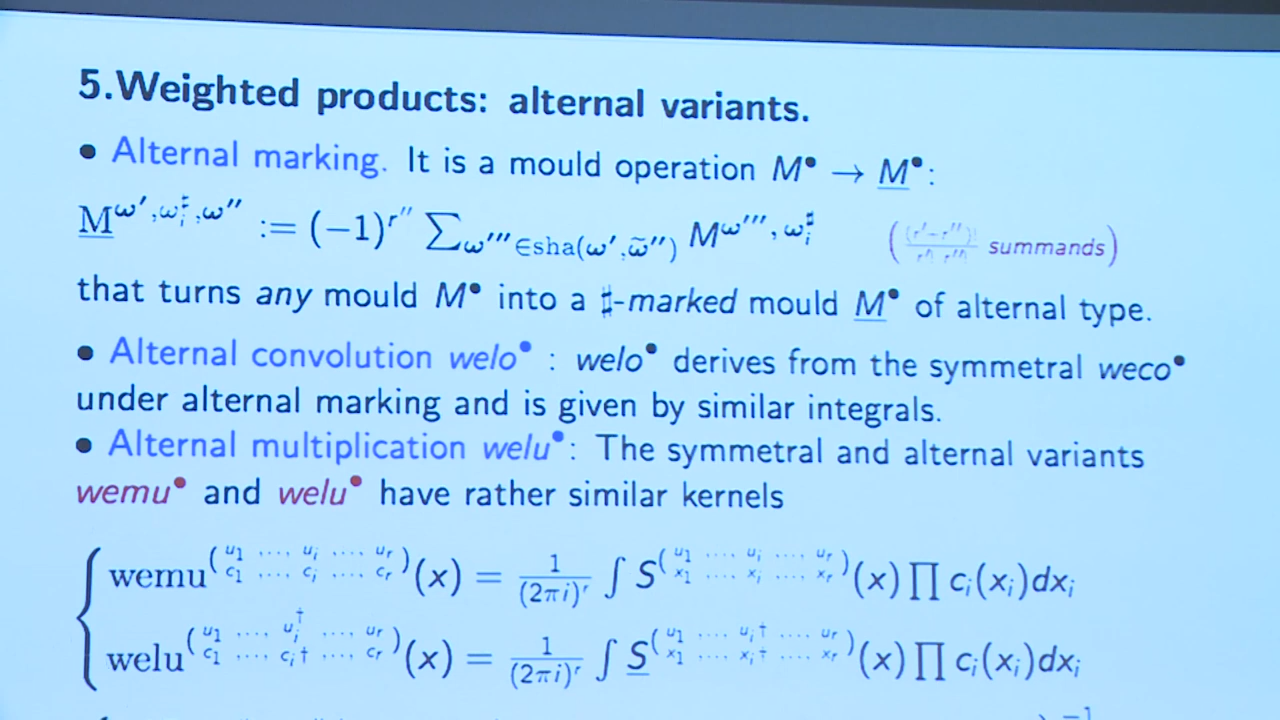 5.Weighted products: alternal variants.
• Alternal marking. It is a mould operation M• → M•:
M^ω′,ω_i^♯,ω″ := (−1)^r″ ∑_ω‴∈sha(ω′,ω̃″) M^ω‴,ω_i^♯ ( summands)
that turns any mould M• into a ♯-marked mould M• of alternal type.
• Alternal convolution welo• : welo• derives from the symmetral weco•
under alternal marking and is given by similar integrals.
• Alternal multiplication welu•: The symmetral and alternal variants
wemu• and welu• have rather similar kernels
wemu^(u_1 .... u_i .... u_r / c_1 .... c_i .... c_r)(x) = 1/(2πi)^r ∫ S^(u_1 .... u_i .... u_r / x_1 .... x_i .... x_r)(x) ∏ c_i(x_i)dx_i
welu^(u_1 .... u_i^† .... u_r / c_1 .... c_i† .... c_r)(x) = 1/(2πi)^r ∫ S^(u_1 .... u_i† .... u_r / x_1 .... x_i† .... x_r)(x) ∏ c_i(x_i)dx_i